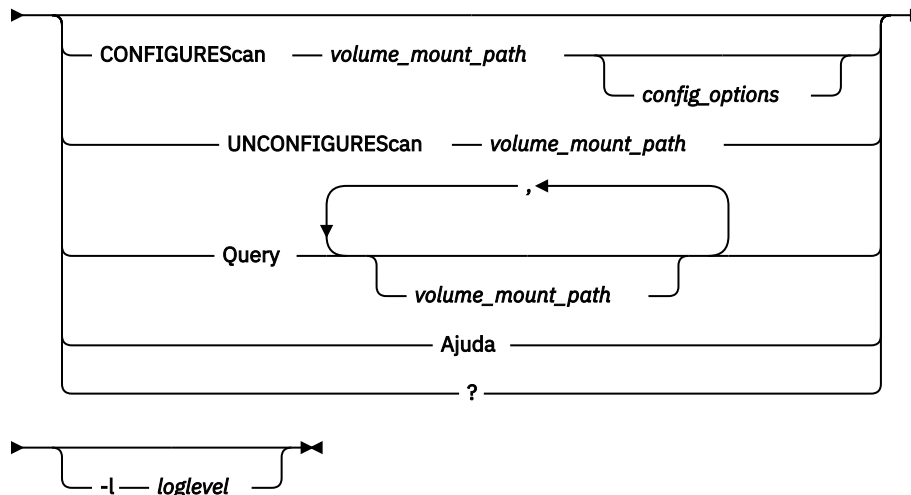 CONFIGUREScan volume_mount_path
config_options
UNCONFIGUREScan volume_mount_path
,
Query
volume_mount_path
Ajuda
?
-l loglevel